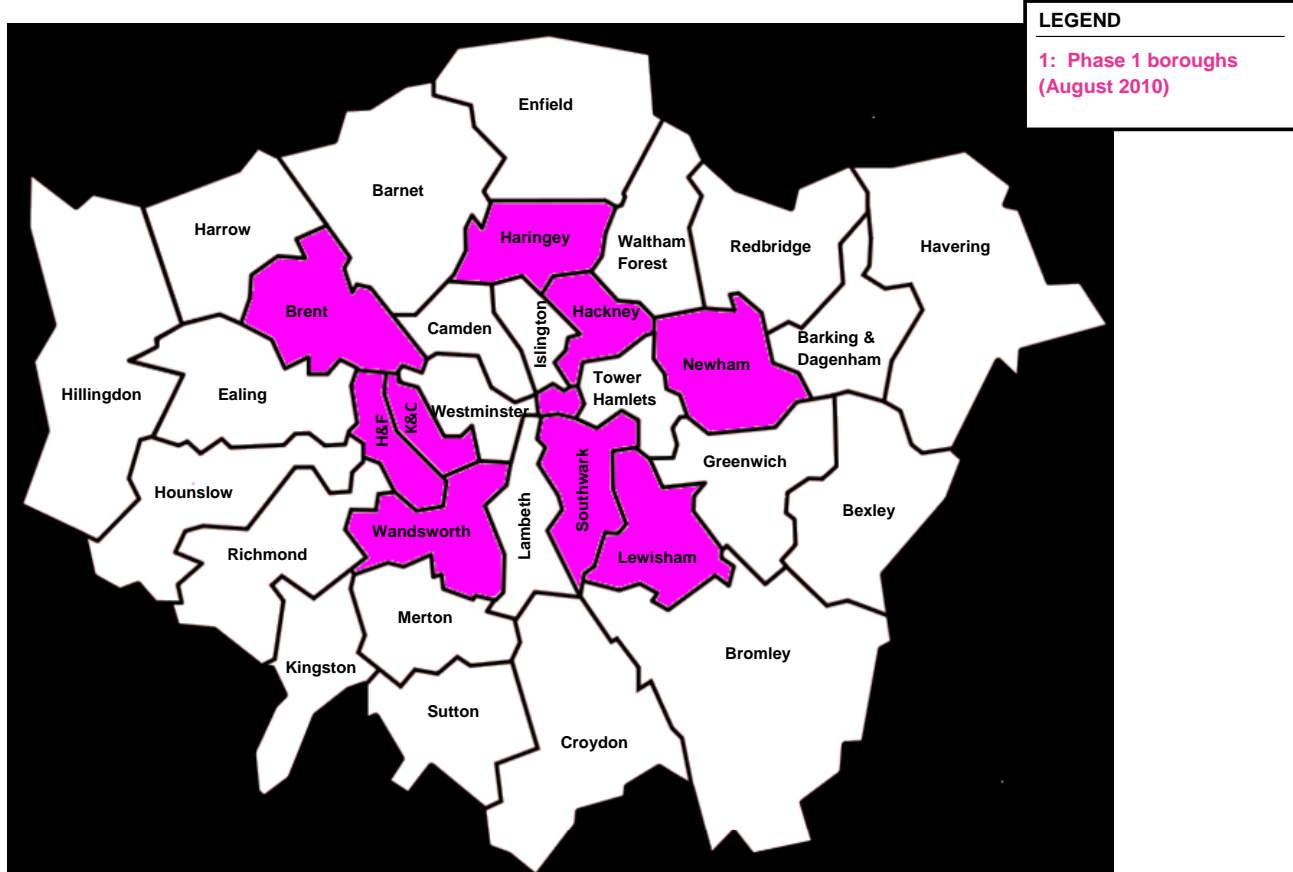 LEGEND
1: Phase 1 boroughs
(August 2010)
Enfield
Barnet
Harrow
Haringey
Waltham
Forest
Redbridge
Havering
Brent
Camden
Islington
Hackney
Newham
Barking &
Dagenham
Hillingdon
Ealing
H&F
K&C
Westminster
Tower
Hamlets
Hounslow
Greenwich
Bexley
Richmond
Wandsworth
Lambeth
Southwark
Lewisham
Merton
Kingston
Bromley
Sutton
Croydon